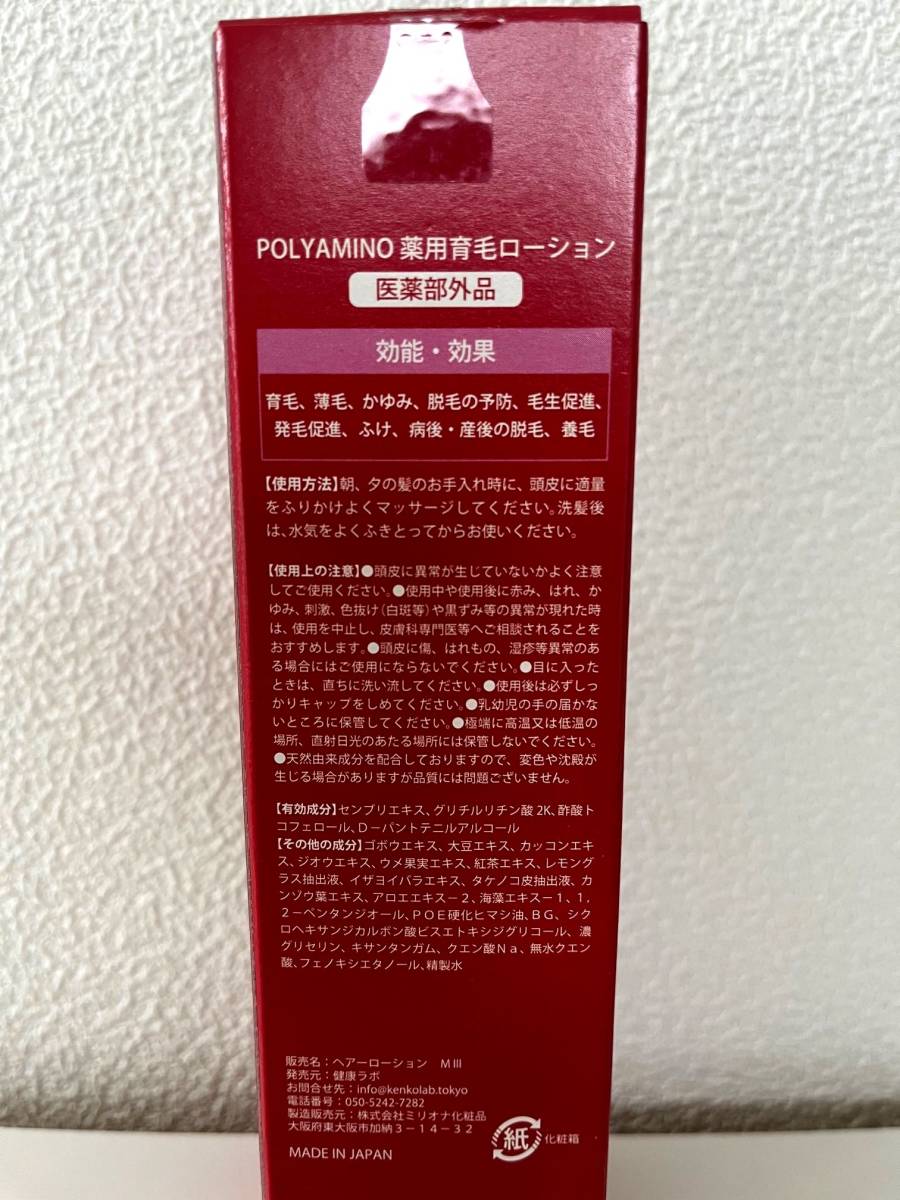 POLYAMINO 薬用育毛ローション
医薬部外品
効能・効果
育毛、薄毛、かゆみ、脱毛の予防、毛生促進、
発毛促進、ふけ、病後・産後の脱毛、養毛
【使用方法】朝、夕の髪のお手入れ時に、頭皮に適量
をふりかけよくマッサージしてください。洗髪後
は、水気をよくふきとってからお使いください。
【使用上の注意】●頭皮に異常が生じていないかよく注意
してご使用ください。●使用中や使用後に赤み、はれ、か
ゆみ、刺激、色抜け（白斑等）や黒ずみ等の異常が現れた時
は、使用を中止し、皮膚科専門医等へご相談されることを
おすすめします。●頭皮に傷、はれもの、湿疹等異常のあ
る場合にはご使用にならないでください。●目に入った
ときは、直ちに洗い流してください。●使用後は必ずしっ
かりキャップをしめてください。●乳幼児の手の届かな
いところに保管してください。●極端に高温又は低温の
場所、直射日光のあたる場所には保管しないでください。
●天然由来成分を配合しておりますので、変色や沈殿が
生じる場合がありますが品質には問題ございません。
【有効成分】センブリエキス、グリチルリチン酸 2K、酢酸ト
コフェロール、D－パントテニルアルコール
【その他の成分】ゴボウエキス、大豆エキス、カッコンエキ
ス、ジオウエキス、ウメ果実エキス、紅茶エキス、レモング
ラス抽出液、イザヨイバラエキス、タケノコ皮抽出液、カ
ンゾウ葉エキス、アロエエキス－２、海藻エキス－１、１，
２－ペンタンジオール、ＰＯＥ硬化ヒマシ油、ＢＧ、シク
ロヘキサンジカルボン酸ビスエトキシジグリコール、濃
グリセリン、キサンタンガム、クエン酸Ｎａ、無水クエン
酸、フェノキシエタノール、精製水
販売名：ヘアーローション　ＭⅢ
発売元：健康ラボ
お問合せ先：info@kenkolab.tokyo
電話番号：050-5242-7282
製造販売元：株式会社ミリオナ化粧品
大阪府東大阪市加納３－１４－３２
紙 化粧箱
MADE IN JAPAN